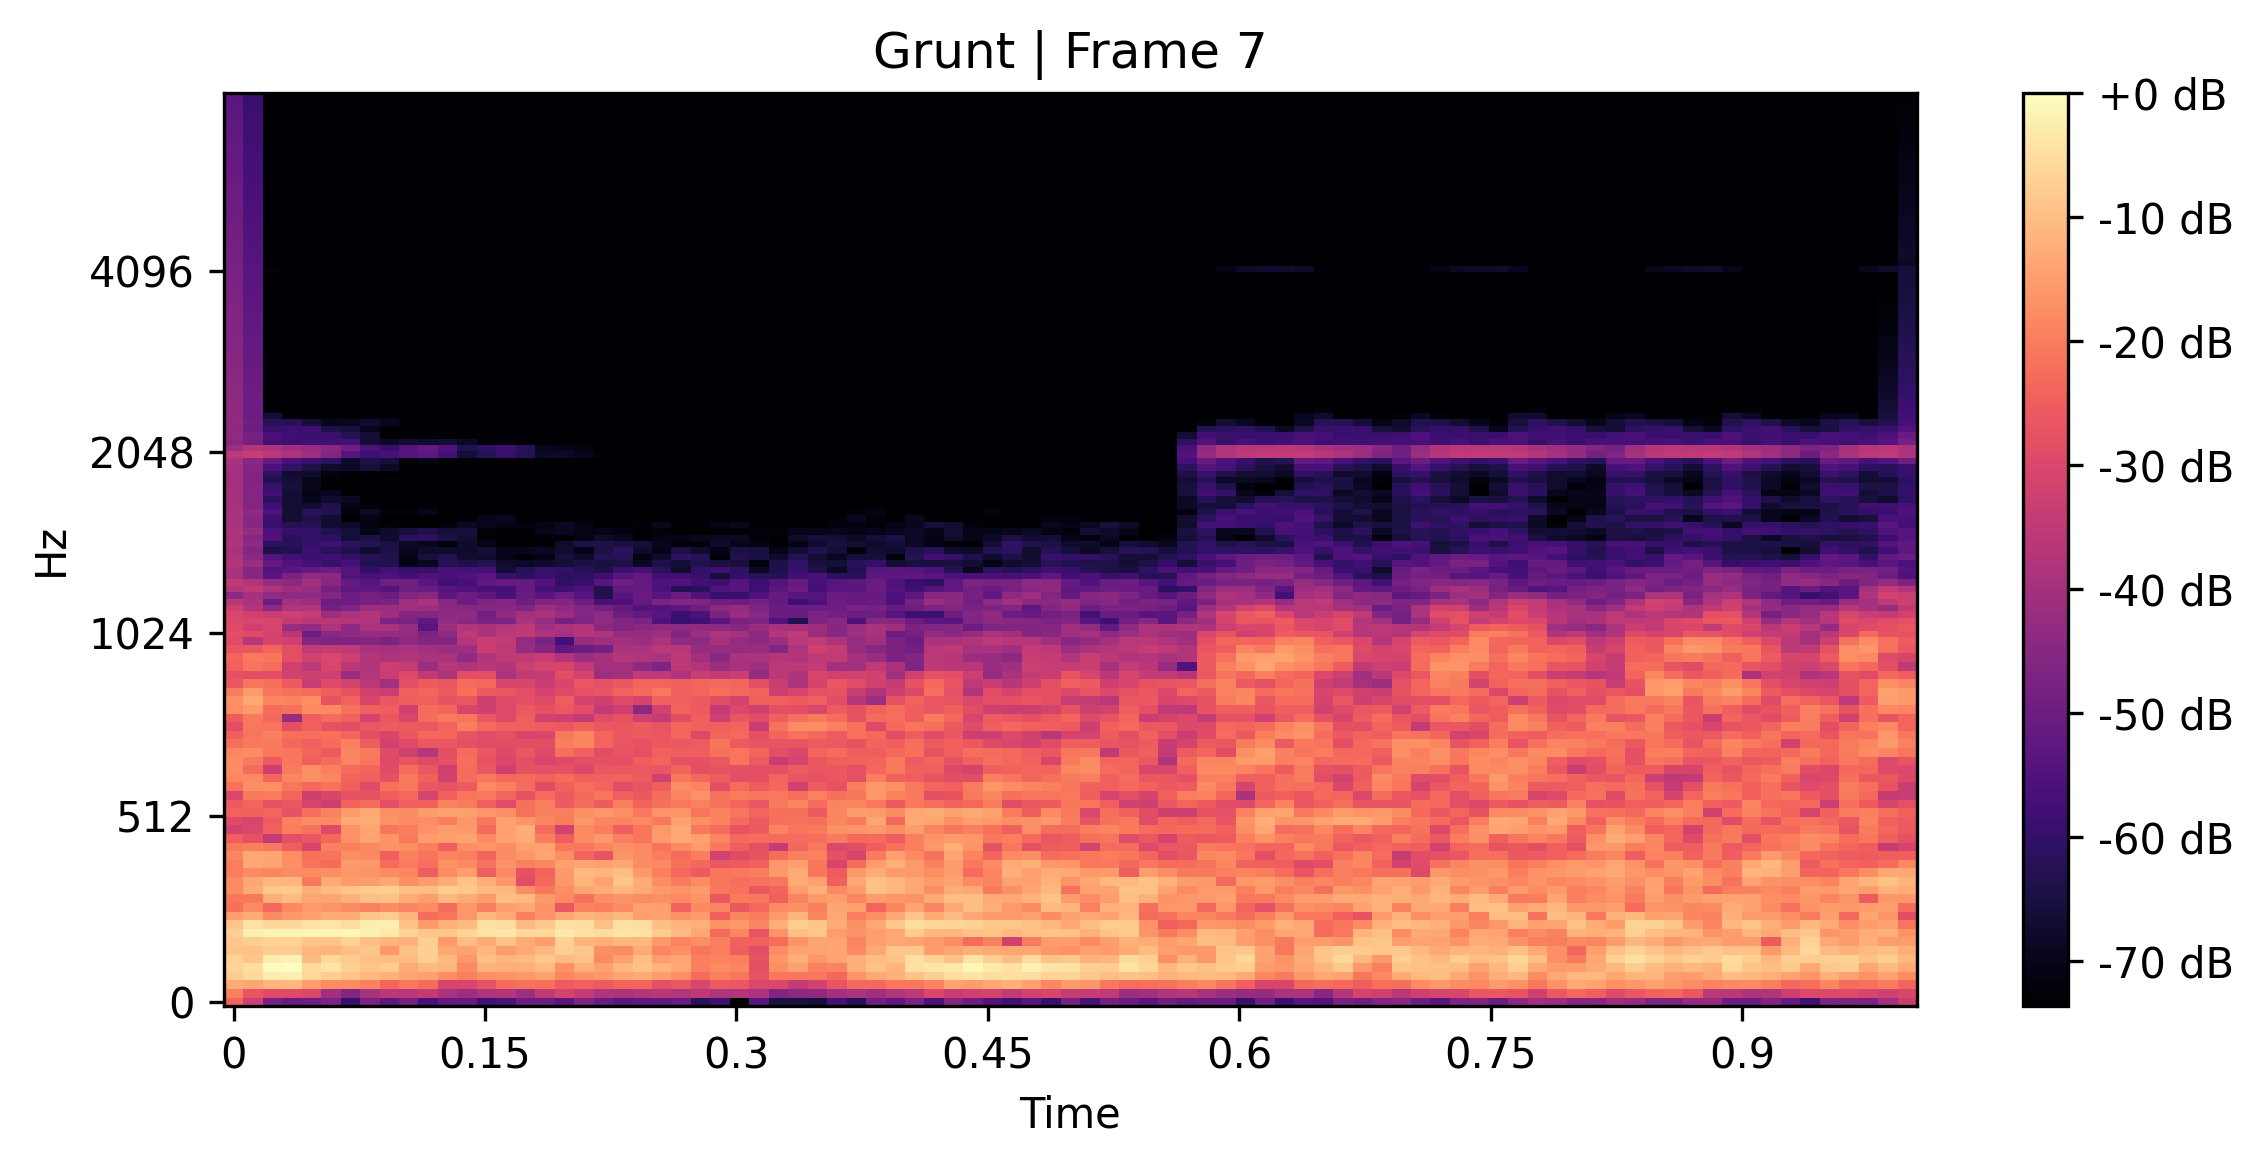 Grunt | Frame 7
+0 dB
-10 dB
-20 dB
-30 dB
-40 dB
-50 dB
-60 dB
-70 dB
4096
2048
1024
512
0
Hz
0 0.15 0.3 0.45 0.6 0.75 0.9
Time